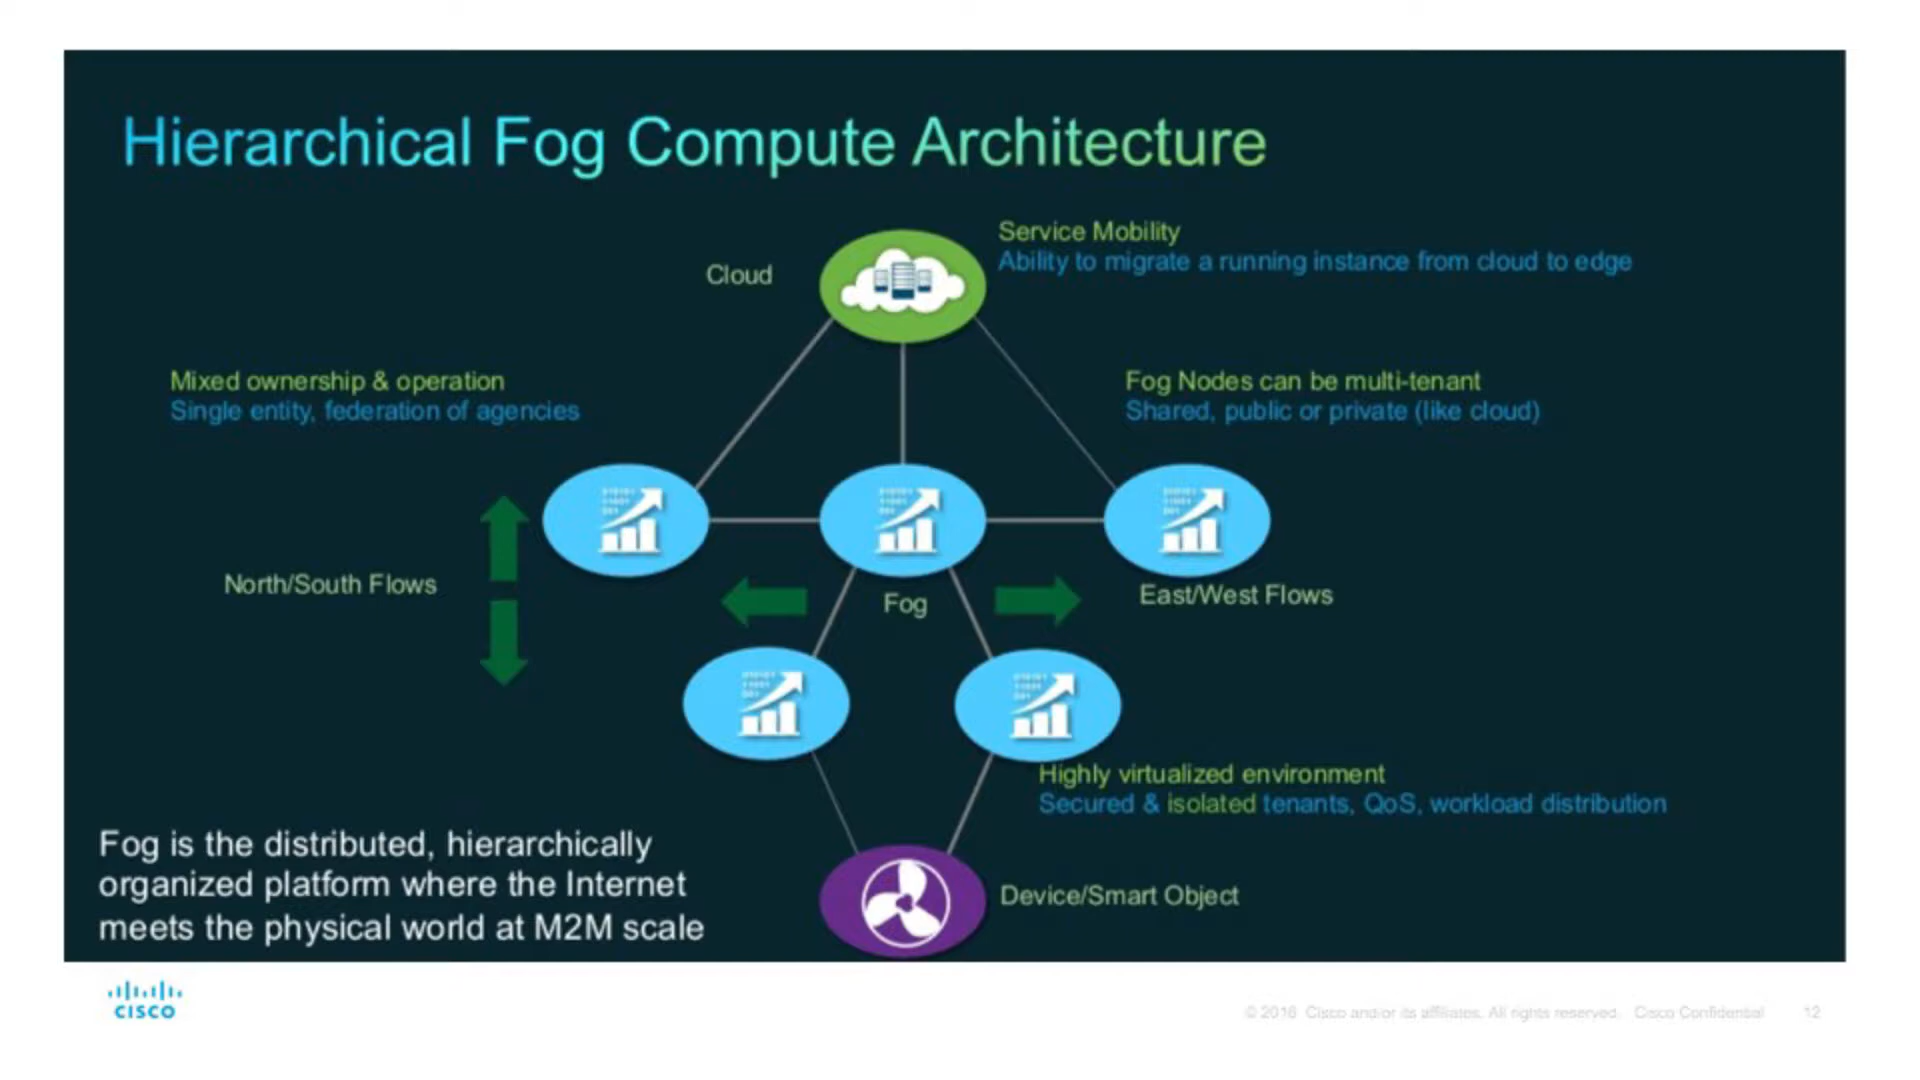 Hierarchical Fog Compute Architecture
Service Mobility
Ability to migrate a running instance from cloud to edge
Cloud
Mixed ownership & operation
Single entity, federation of agencies
Fog Nodes can be multi-tenant
Shared, public or private (like cloud)
North/South Flows
Fog
East/West Flows
Highly virtualized environment
Secured & isolated tenants, QoS, workload distribution
Fog is the distributed, hierarchically
organized platform where the Internet
meets the physical world at M2M scale
Device/Smart Object
CISCO
© 2016 Cisco and/or its affiliates. All rights reserved. Cisco Confidential 12